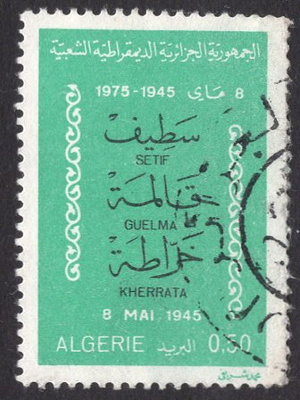 الجمهورية الجزائرية الديمقراطية الشعبية
8 ماي 1945-1975
سطيف
SETIF
قالمة
GUELMA
خراطة
KHERRATA
8 MAI 1945
ALGERIE البريد 0,50